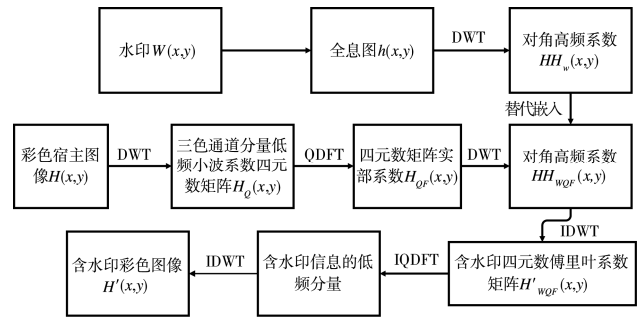 水印W(x,y)
全息图h(x,y)
DWT
对角高频系数
HH_w(x,y)
替代嵌入
彩色宿主图
像H(x,y)
DWT
三色通道分量低
频小波系数四元
数矩阵H_Q(x,y)
QDFT
四元数矩阵实
部系数H_QF(x,y)
DWT
对角高频系数
HH_WQF(x,y)
IDWT
含水印彩色图像
H'(x,y)
IDWT
含水印信息的低
频分量
IQDFT
含水印四元数傅里叶系数
矩阵H'_WQF(x,y)